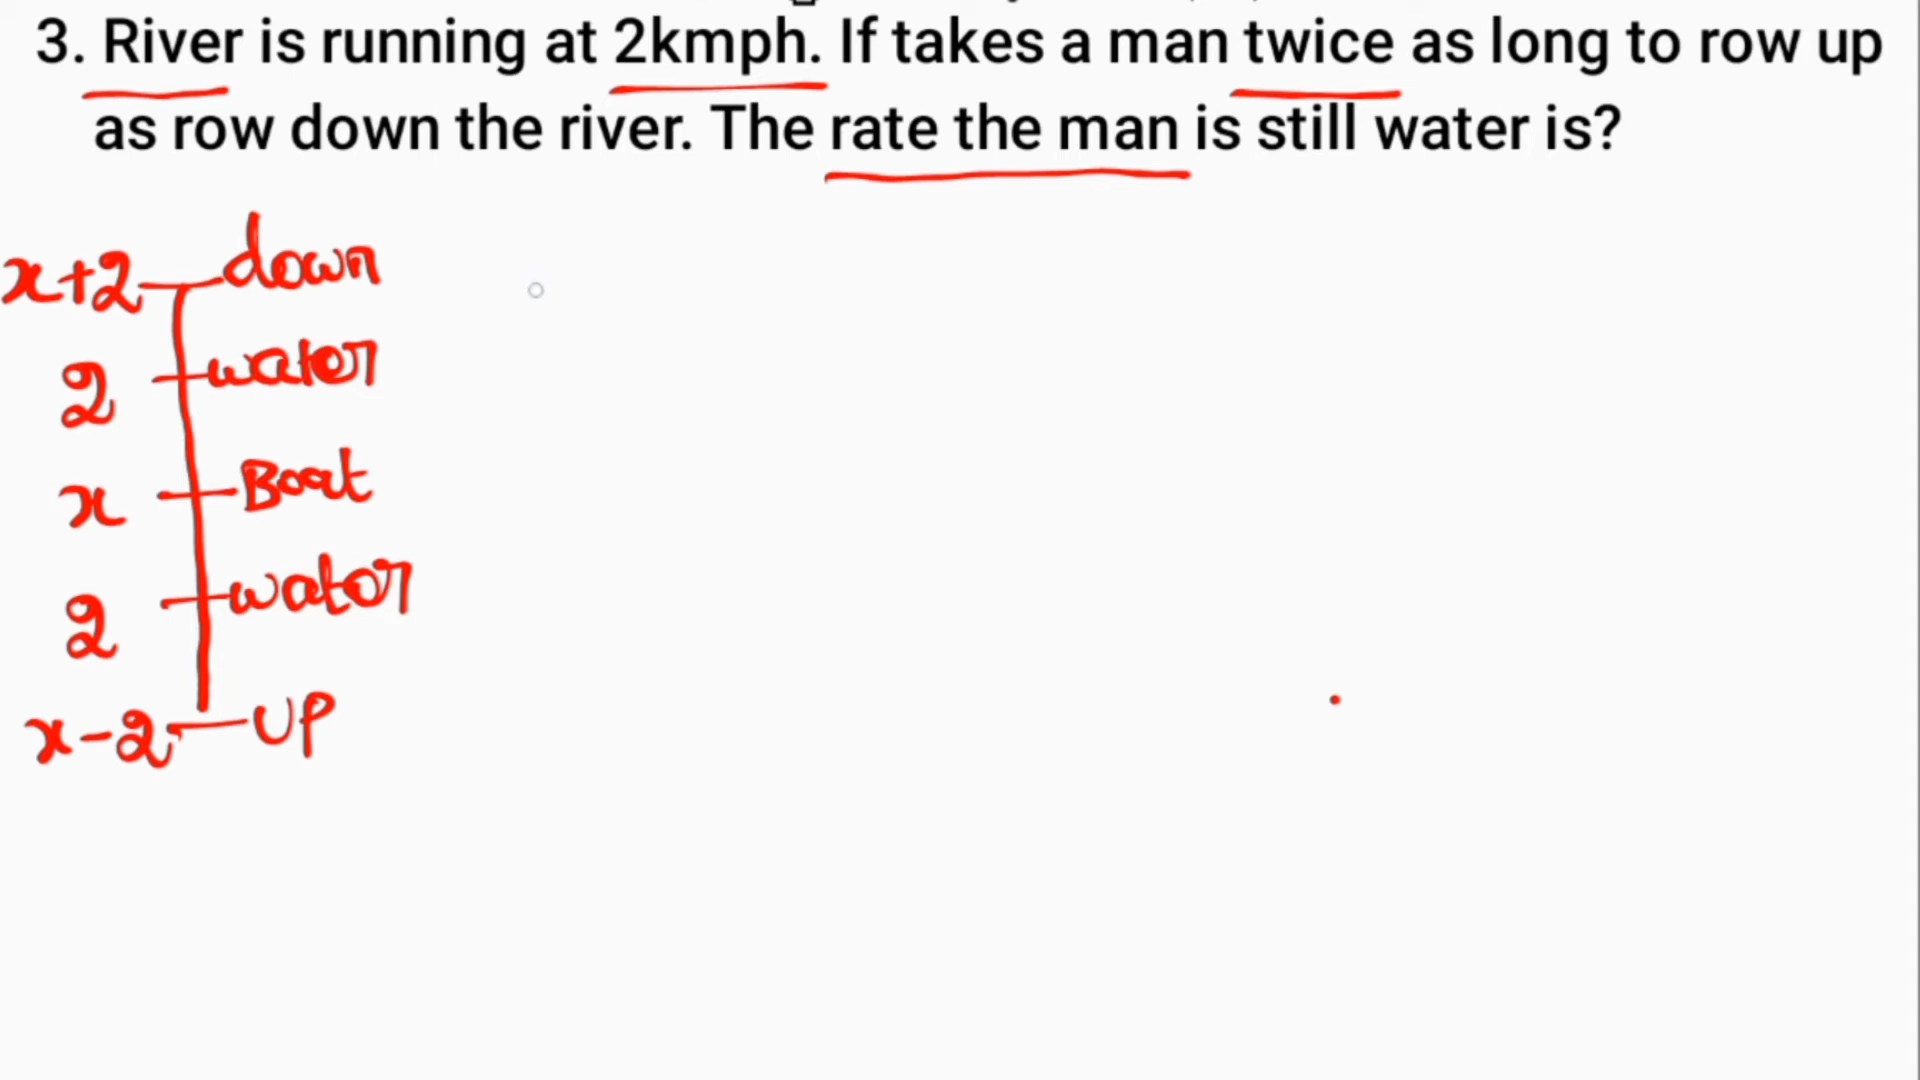 3. River is running at 2kmph. If takes a man twice as long to row up
as row down the river. The rate the man is still water is?
x+2 down
2 water
x Boat
2 water
x-2 UP